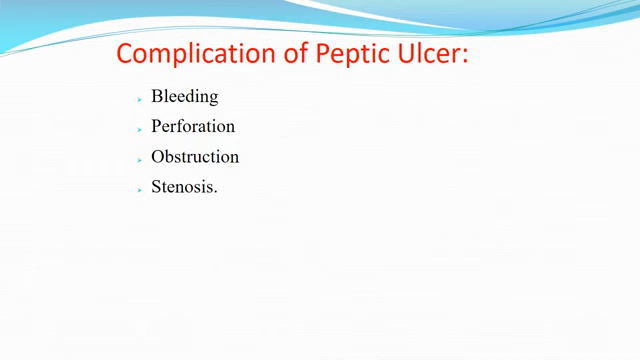 Complication of Peptic Ulcer:
Bleeding
Perforation
Obstruction
Stenosis.